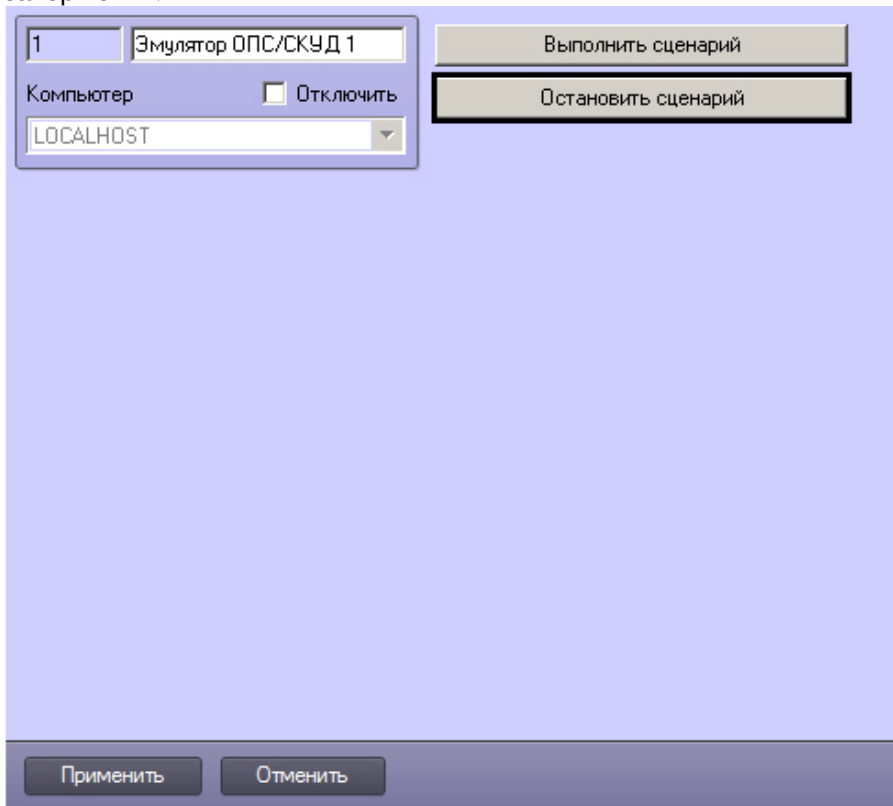 1 Эмулятор ОПС/СКУД 1
Компьютер Отключить
LOCALHOST
Выполнить сценарий
Остановить сценарий
Применить Отменить